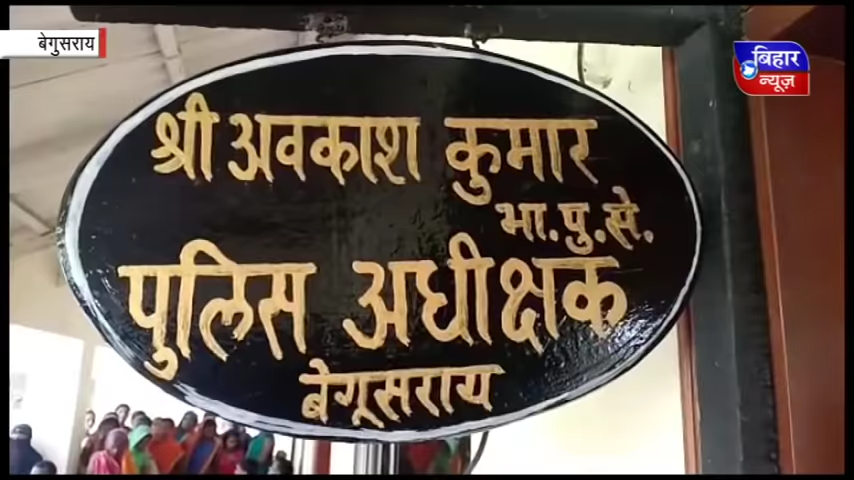 बेगुसराय
बिहार
न्यूज़
श्री अवकाश कुमार
भा.पु.से.
पुलिस अधीक्षक
बेगूसराय